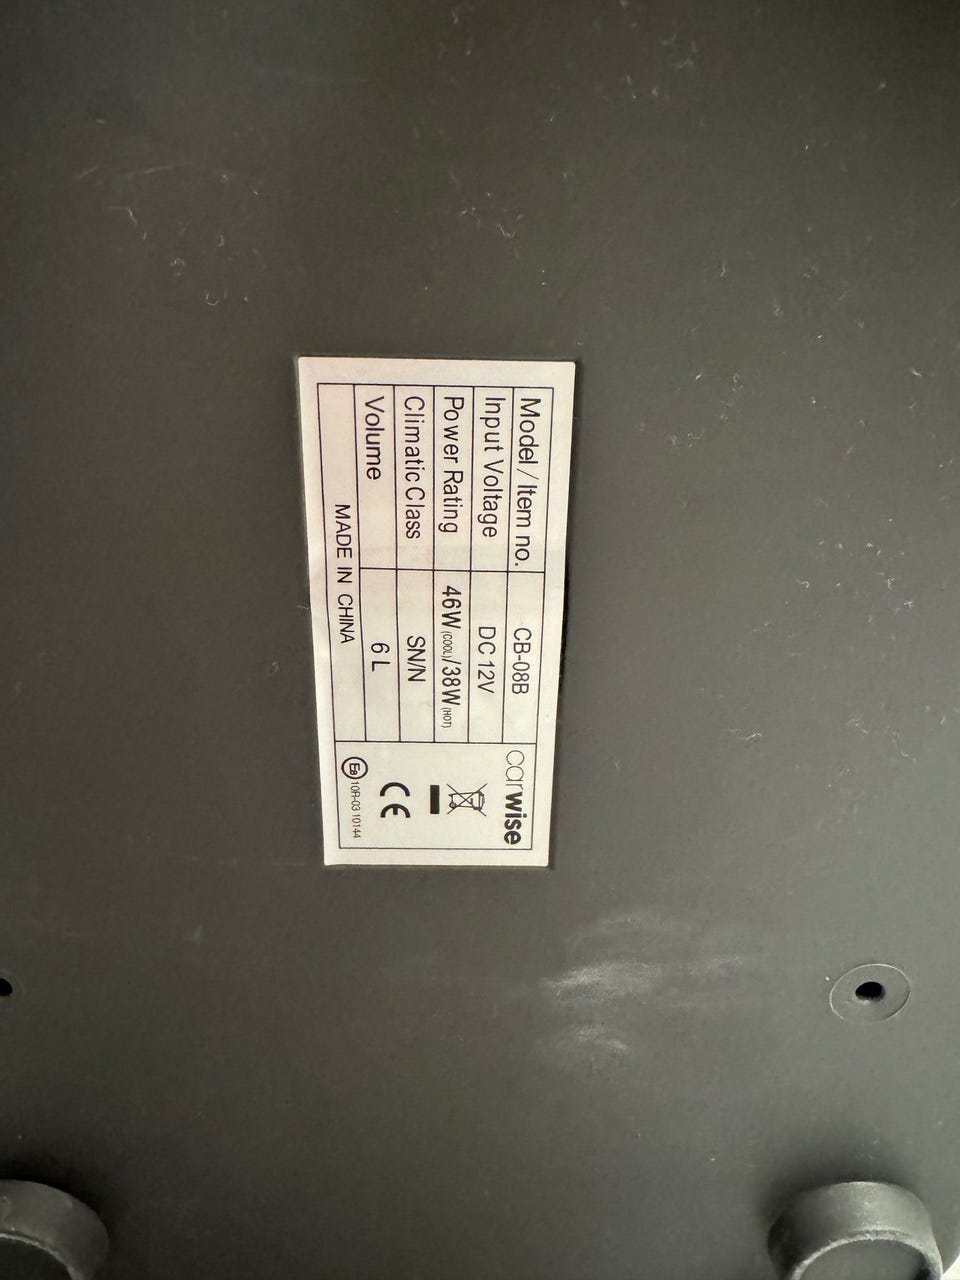 Model / Item no. CB-08B
Input Voltage DC 12V
Power Rating 46W (COOL)/38W (HOT)
Climatic Class SN/N
Volume 6 L
MADE IN CHINA
carwise
CE
E8 10R-03 10144